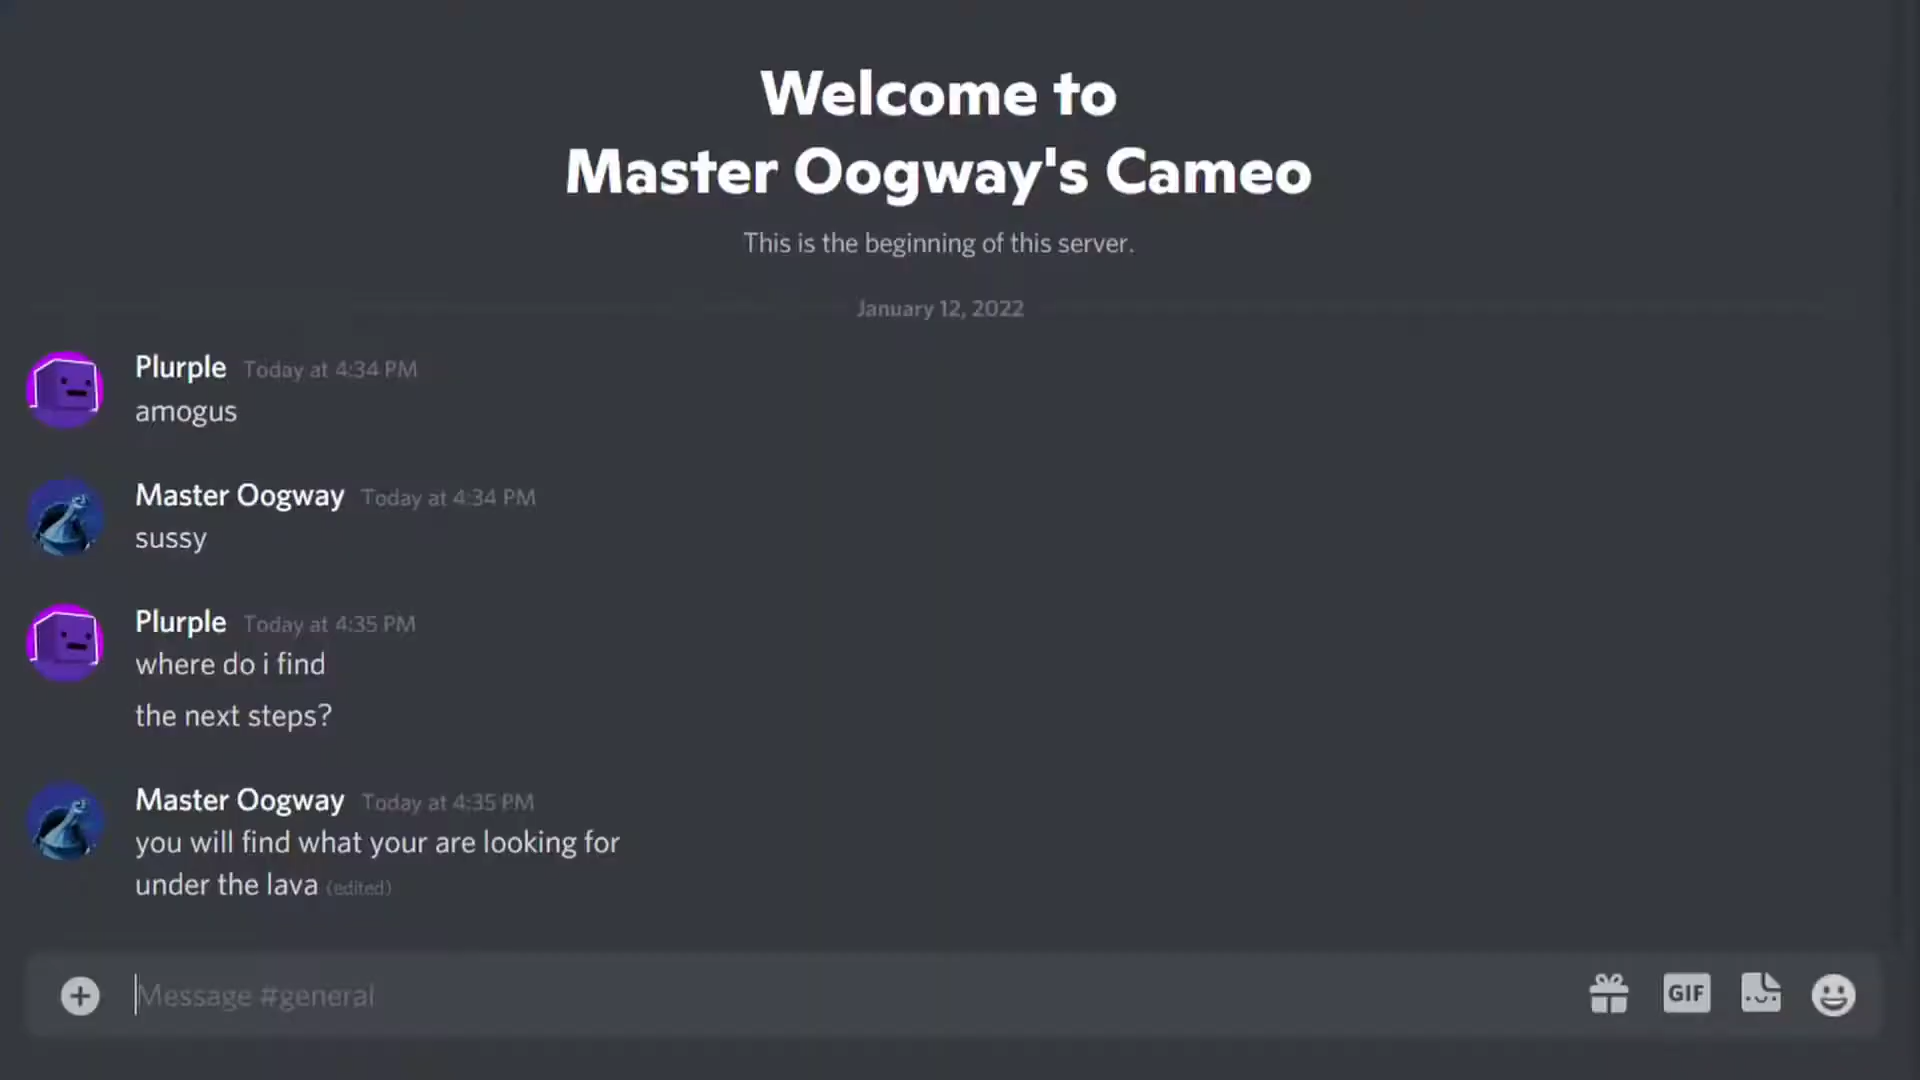 Welcome to
Master Oogway's Cameo
This is the beginning of this server.
January 12, 2022
Plurple Today at 4:34 PM
amogus
Master Oogway Today at 4:34 PM
sussy
Plurple Today at 4:35 PM
where do i find
the next steps?
Master Oogway Today at 4:35 PM
you will find what your are looking for
under the lava (edited)
Message #general
GIF